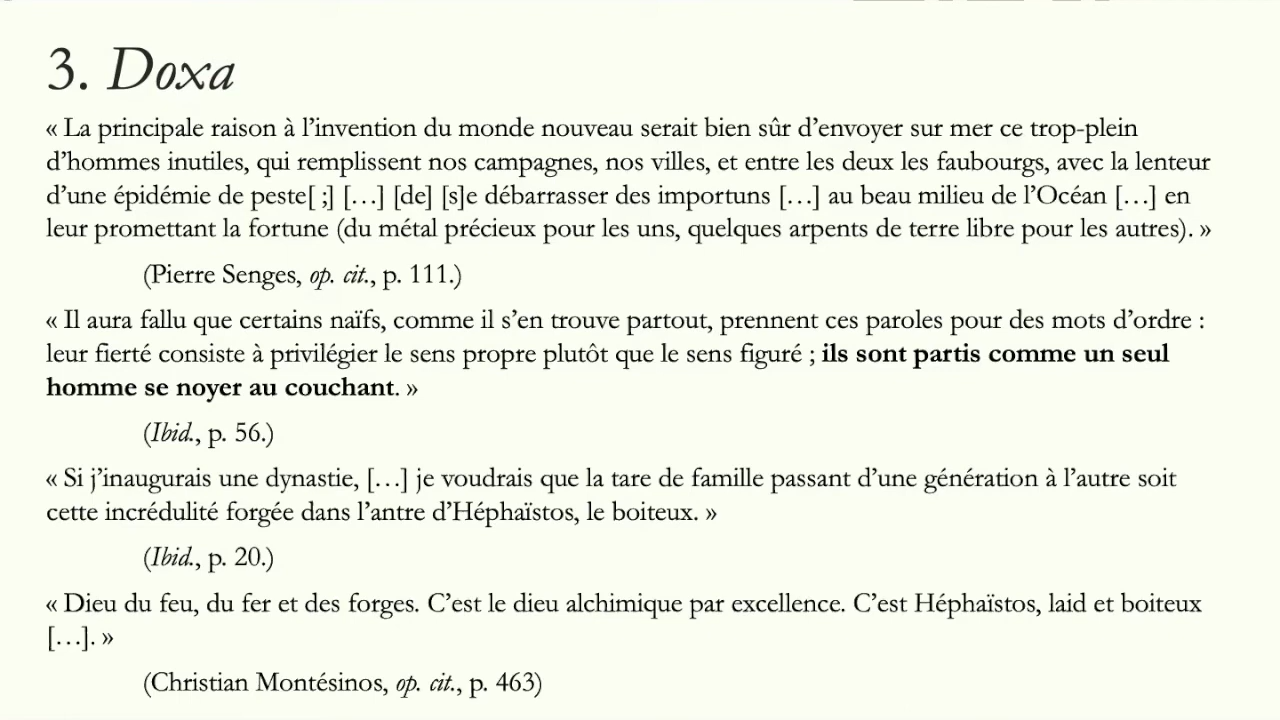 3. Doxa
« La principale raison à l’invention du monde nouveau serait bien sûr d’envoyer sur mer ce trop-plein
d’hommes inutiles, qui remplissent nos campagnes, nos villes, et entre les deux les faubourgs, avec la lenteur
d’une épidémie de peste[ ;] […] [de] [s]e débarrasser des importuns […] au beau milieu de l’Océan […] en
leur promettant la fortune (du métal précieux pour les uns, quelques arpents de terre libre pour les autres). »
(Pierre Senges, op. cit., p. 111.)
« Il aura fallu que certains naïfs, comme il s’en trouve partout, prennent ces paroles pour des mots d’ordre :
leur fierté consiste à privilégier le sens propre plutôt que le sens figuré ; ils sont partis comme un seul
homme se noyer au couchant. »
(Ibid., p. 56.)
« Si j’inaugurais une dynastie, […] je voudrais que la tare de famille passant d’une génération à l’autre soit
cette incrédulité forgée dans l’antre d’Héphaïstos, le boiteux. »
(Ibid., p. 20.)
« Dieu du feu, du fer et des forges. C’est le dieu alchimique par excellence. C’est Héphaïstos, laid et boiteux
[…]. »
(Christian Montésinos, op. cit., p. 463)